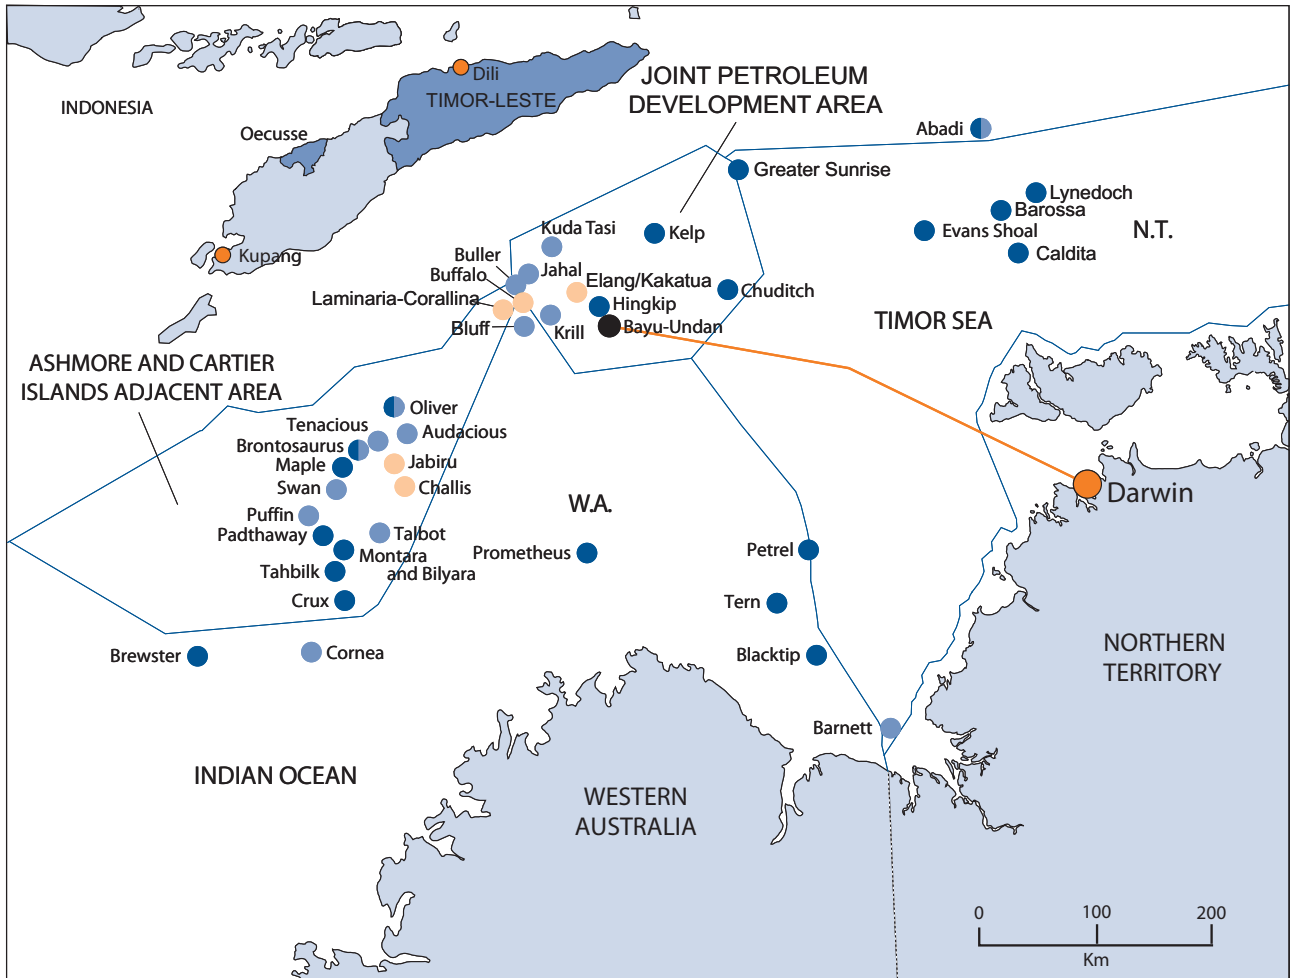 Dili
TIMOR-LESTE
INDONESIA
Oecusse
Kupang
JOINT PETROLEUM
DEVELOPMENT AREA
Abadi
Greater Sunrise
Lynedoch
Barossa
Evans Shoal
Caldita
N.T.
Kuda Tasi
Kelp
Buller
Buffalo
Jahal
Laminaria-Corallina
Elang/Kakatua
Hingkip
Chuditch
Bluff
Krill
Bayu-Undan
TIMOR SEA
ASHMORE AND CARTIER
ISLANDS ADJACENT AREA
Oliver
Tenacious
Audacious
Brontosaurus
Maple
Jabiru
Swan
Challis
Puffin
Padthaway
Talbot
Montara
and Bilyara
Tahbilk
Crux
W.A.
Prometheus
Darwin
Petrel
Tern
Blacktip
Brewster
Cornea
Barnett
NORTHERN
TERRITORY
INDIAN OCEAN
WESTERN
AUSTRALIA
0 100 200
Km